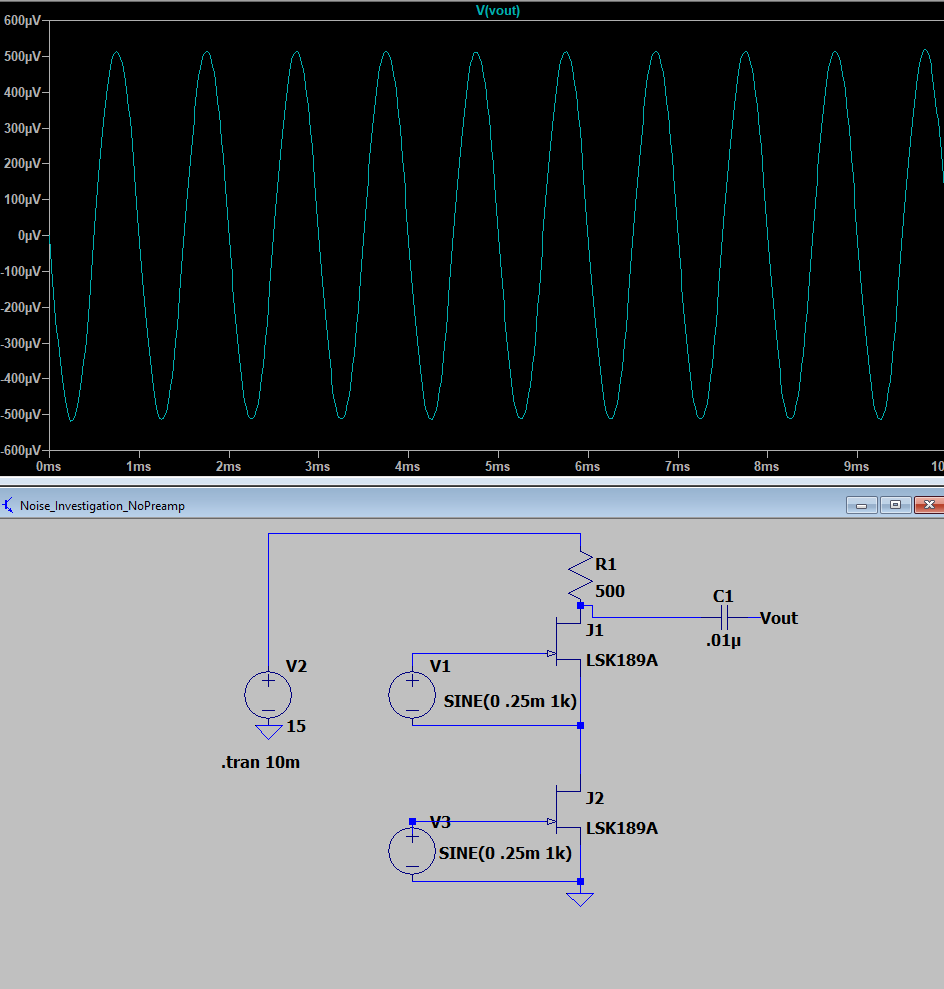 V(vout)
600µV
500µV
400µV
300µV
200µV
100µV
0µV
-100µV
-200µV
-300µV
-400µV
-500µV
-600µV
0ms 1ms 2ms 3ms 4ms 5ms 6ms 7ms 8ms 9ms 10
Noise_Investigation_NoPreamp
R1
500
C1
Vout
.01µ
J1
LSK189A
V2
V1
SINE(0 .25m 1k)
15
.tran 10m
J2
V3
LSK189A
SINE(0 .25m 1k)